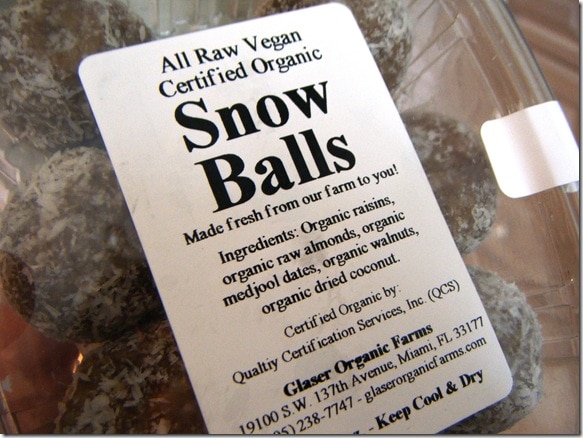 All Raw Vegan
Certified Organic
Snow
Balls
Made fresh from our farm to you!
Ingredients: Organic raisins,
organic raw almonds, organic
medjool dates, organic walnuts,
organic dried coconut.
Certified Organic by:
Qualtiy Certification Services, Inc. (QCS)
Glaser Organic Farms
19100 S.W. 137th Avenue, Miami, FL 33177
05) 238-7747 - glaserorganicfarms.com
- Keep Cool & Dry